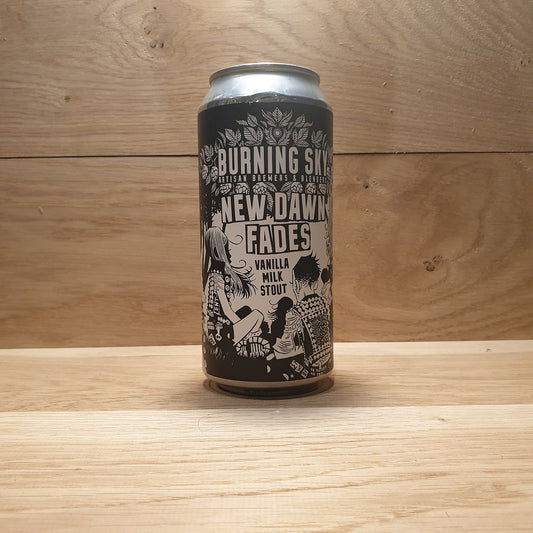 BURNING SKY
ARTISAN BREWERS & BLENDERS
NEW DAWN
FADES
VANILLA
MILK
STOUT